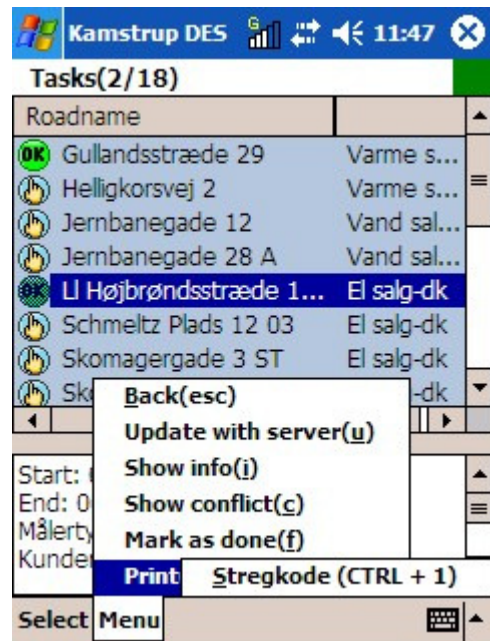 Kamstrup DES G 11:47
Tasks(2/18)
Roadname
OK Gullandsstræde 29 Varme s...
Helligkorsvej 2 Varme s...
Jernbanegade 12 Vand sal...
Jernbanegade 28 A Vand sal...
OK Ll Højbrøndsstræde 1... El salg-dk
Schmeltz Plads 12 03 El salg-dk
Skomagergade 3 ST El salg-dk
-dk
Back(esc)
Update with server(u)
Show info(i)
Show conflict(c)
Mark as done(f)
Print
Stregkode (CTRL + 1)
Start:
End:
Select Menu